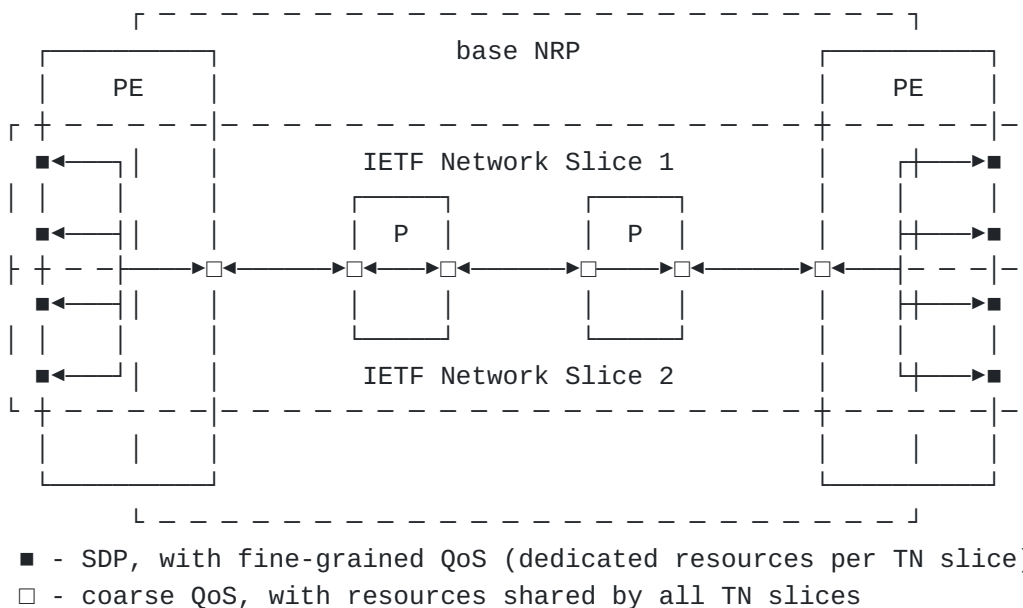 base NRP
PE PE
IETF Network Slice 1
P P
IETF Network Slice 2
■ - SDP, with fine-grained QoS (dedicated resources per TN slice)
□ - coarse QoS, with resources shared by all TN slices